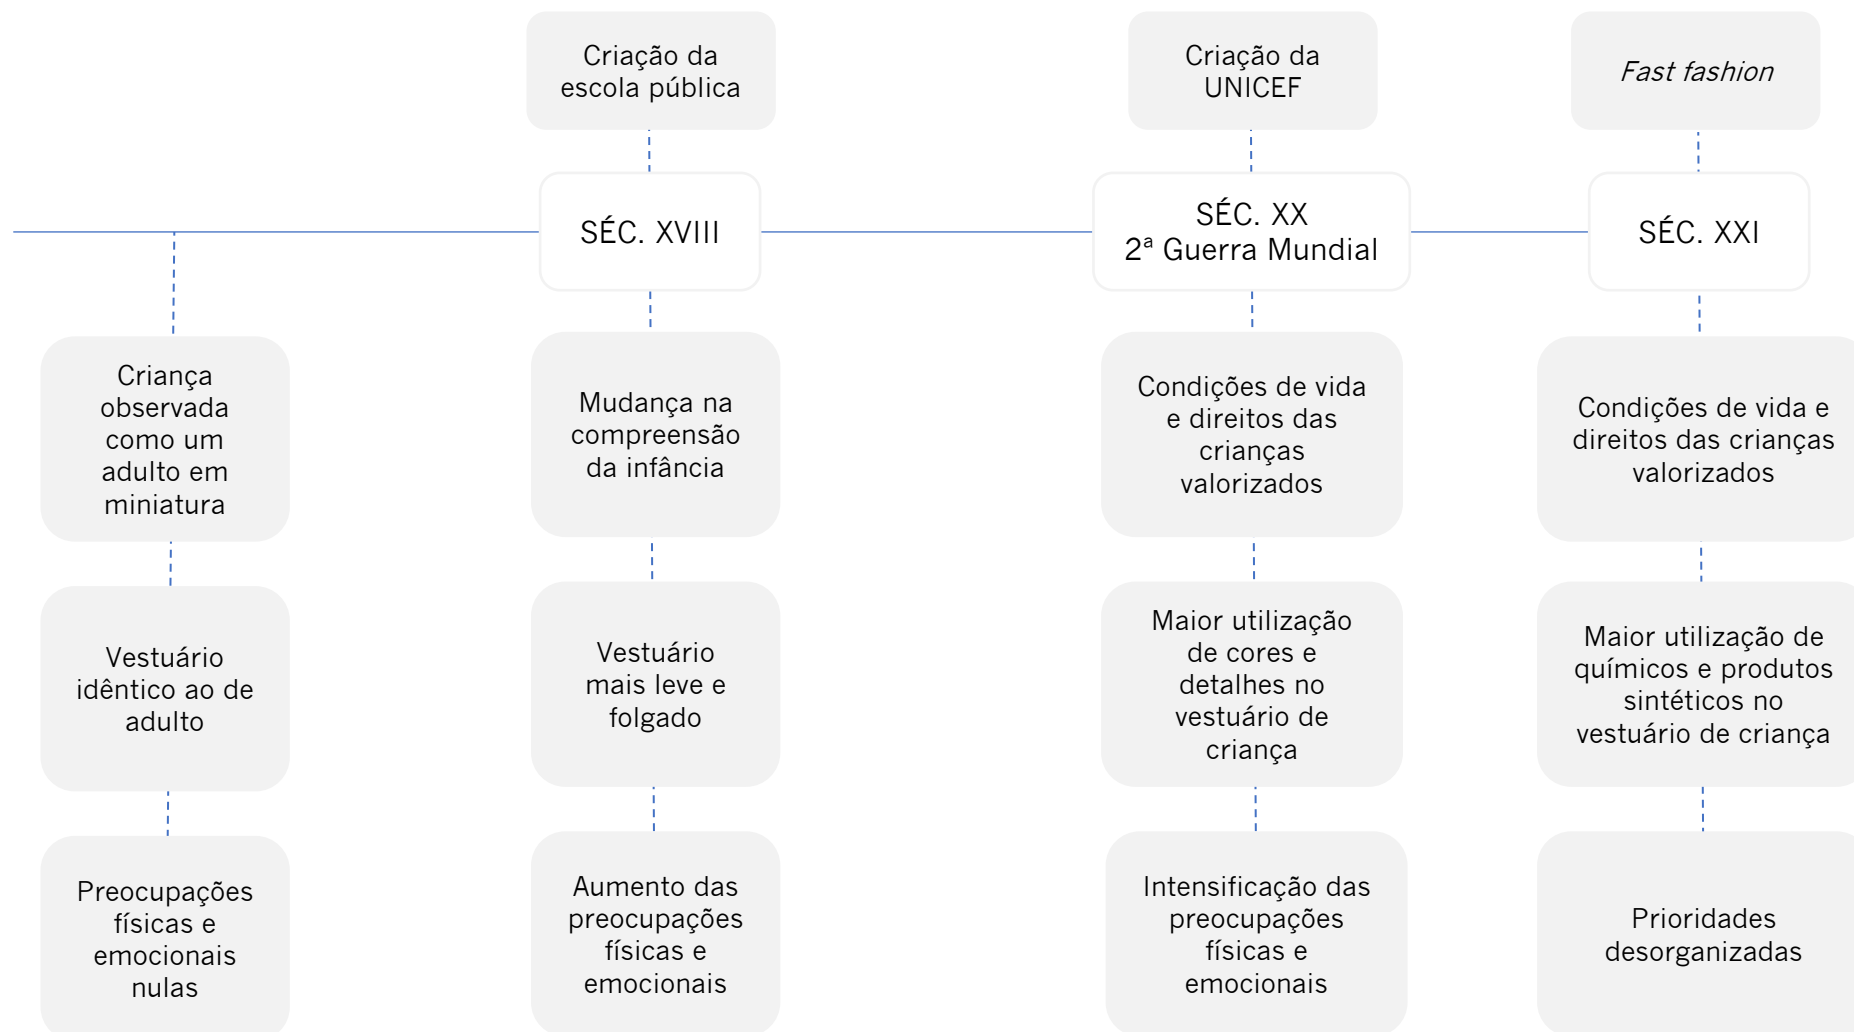 Criação da
escola pública
Criação da
UNICEF
Fast fashion
SÉC. XVIII
SÉC. XX
2ª Guerra Mundial
SÉC. XXI
Criança
observada
como um
adulto em
miniatura
Mudança na
compreensão
da infância
Condições de vida
e direitos das
crianças
valorizados
Condições de vida e
direitos das crianças
valorizados
Vestuário
idêntico ao de
adulto
Vestuário
mais leve e
folgado
Maior utilização
de cores e
detalhes no
vestuário de
criança
Maior utilização de
químicos e produtos
sintéticos no
vestuário de criança
Preocupações
físicas e
emocionais
nulas
Aumento das
preocupações
físicas e
emocionais
Intensificação das
preocupações
físicas e
emocionais
Prioridades
desorganizadas